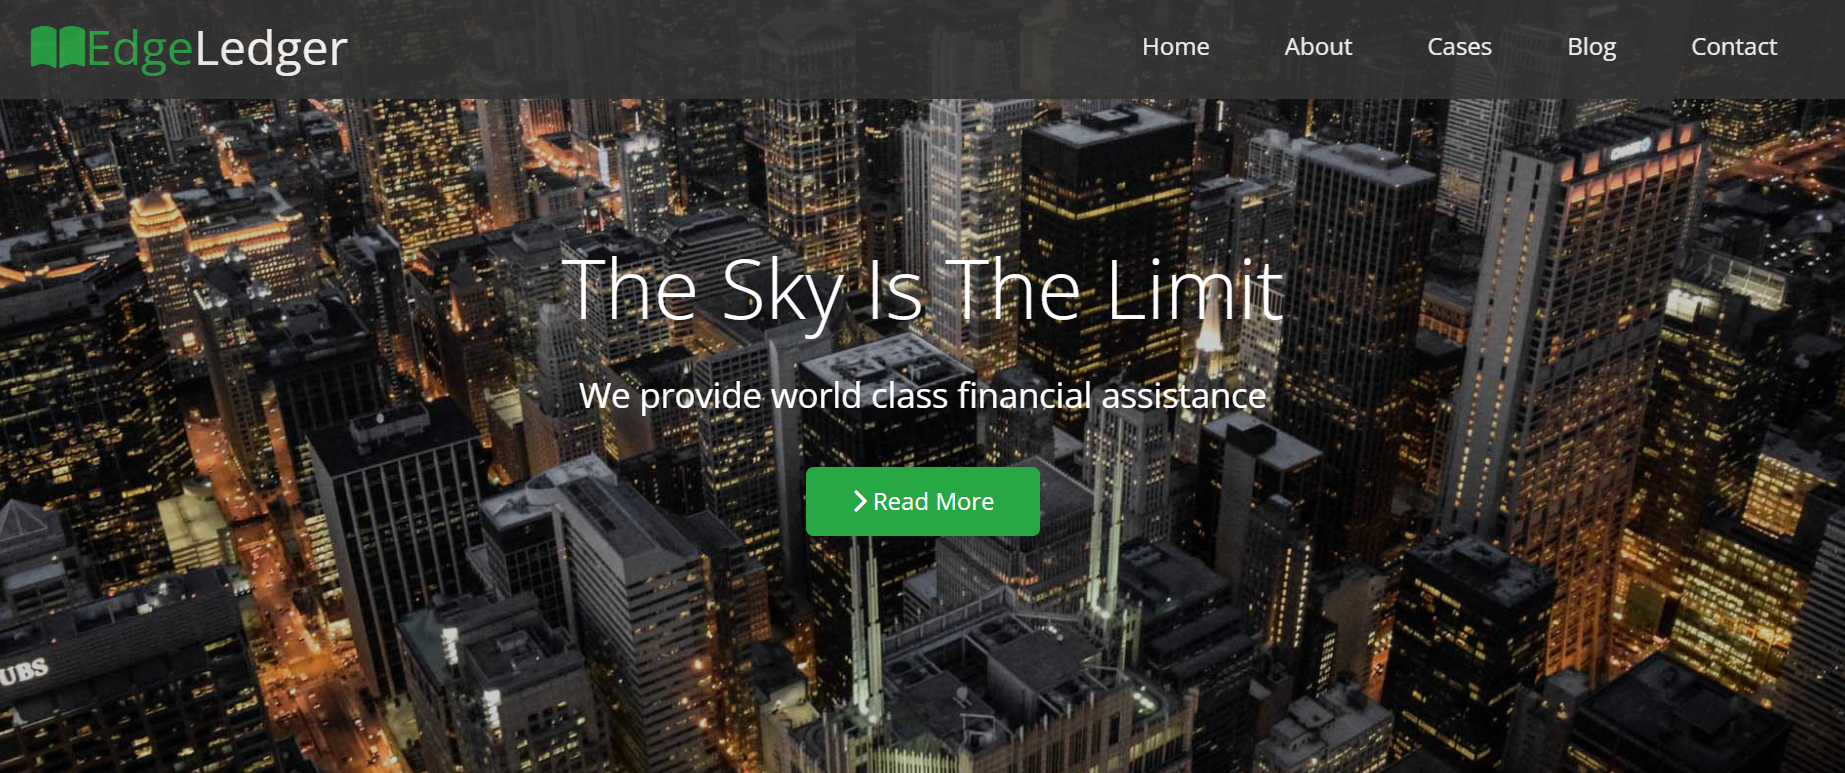 EdgeLedger
Home About Cases Blog Contact
The Sky Is The Limit
We provide world class financial assistance
Read More
UBS